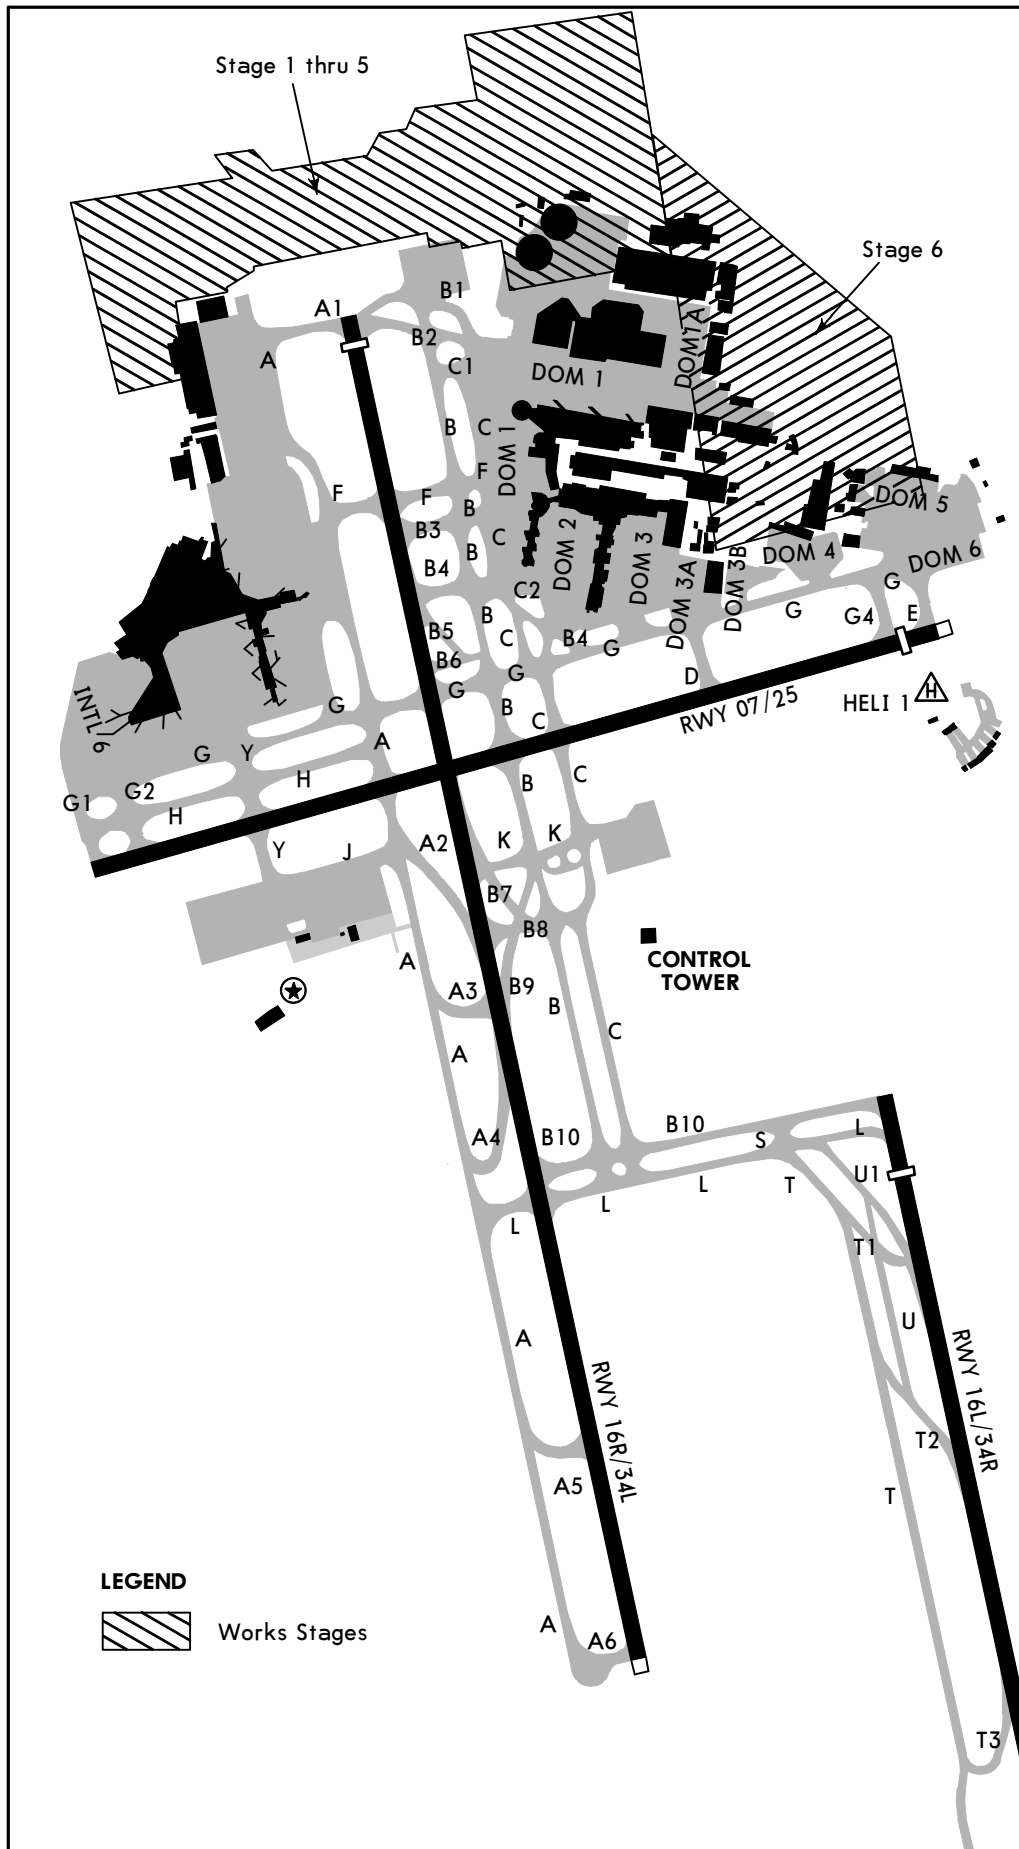 Stage 1 thru 5
Stage 6
B1
A1
B2
A
C1
DOM 1
DOM1A
B
C
DOM 1
F
F
F
B
DOM 5
B3
C
B
DOM 2
DOM 3
DOM 4
DOM 6
B4
C2
DOM 3A
DOM 3B
G
B
G
G4
E
B5
C
B4
G
B6
G
D
INTL 6
G
G
B
RWY 07/25
HELI 1
H
C
A
G
Y
H
B
C
G1
G2
H
A2
K
K
Y
J
B7
B8
CONTROL
TOWER
A
A3
B9
B
C
A
A4
B10
B10
S
L
U1
L
T
L
L
T1
A
U
RWY 16R/34L
RWY 16L/34R
T2
A5
T
LEGEND
Works Stages
A
A6
T3